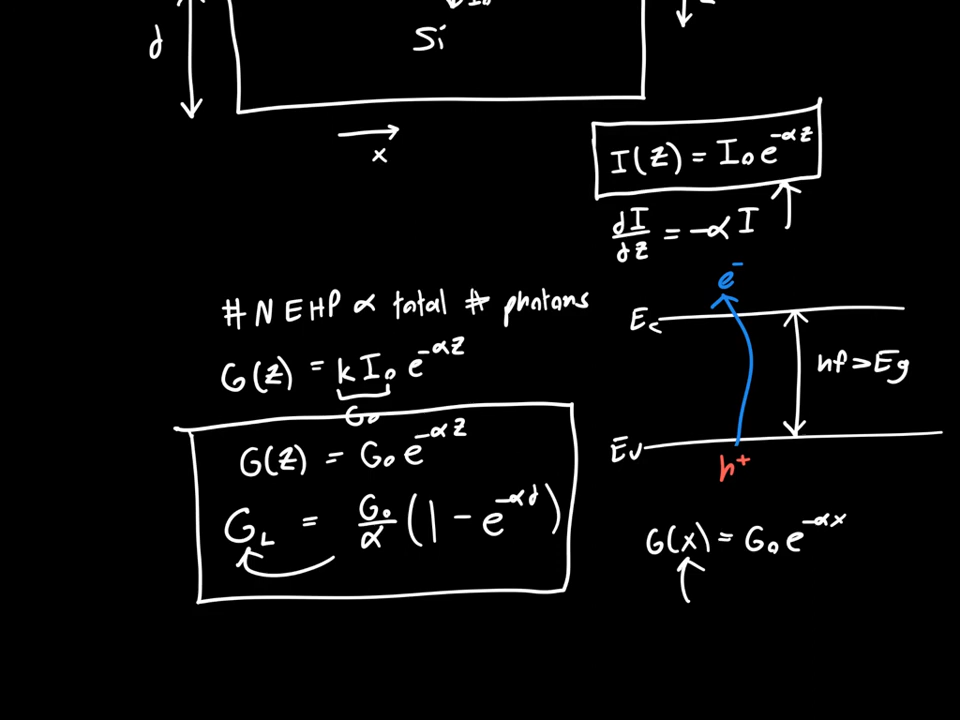 d
Si
x
I(z) = I₀e^{-αz}
dI/dz = -αI
e⁻
# N EHP ∝ total # photons
Ec
G(z) = kI₀e^{-αz}
hf > Eg
G₀
G(z) = G₀e^{-αz}
Ev
h⁺
G_L = G₀/α (1 - e^{-αd})
G(x) = G₀e^{-αx}